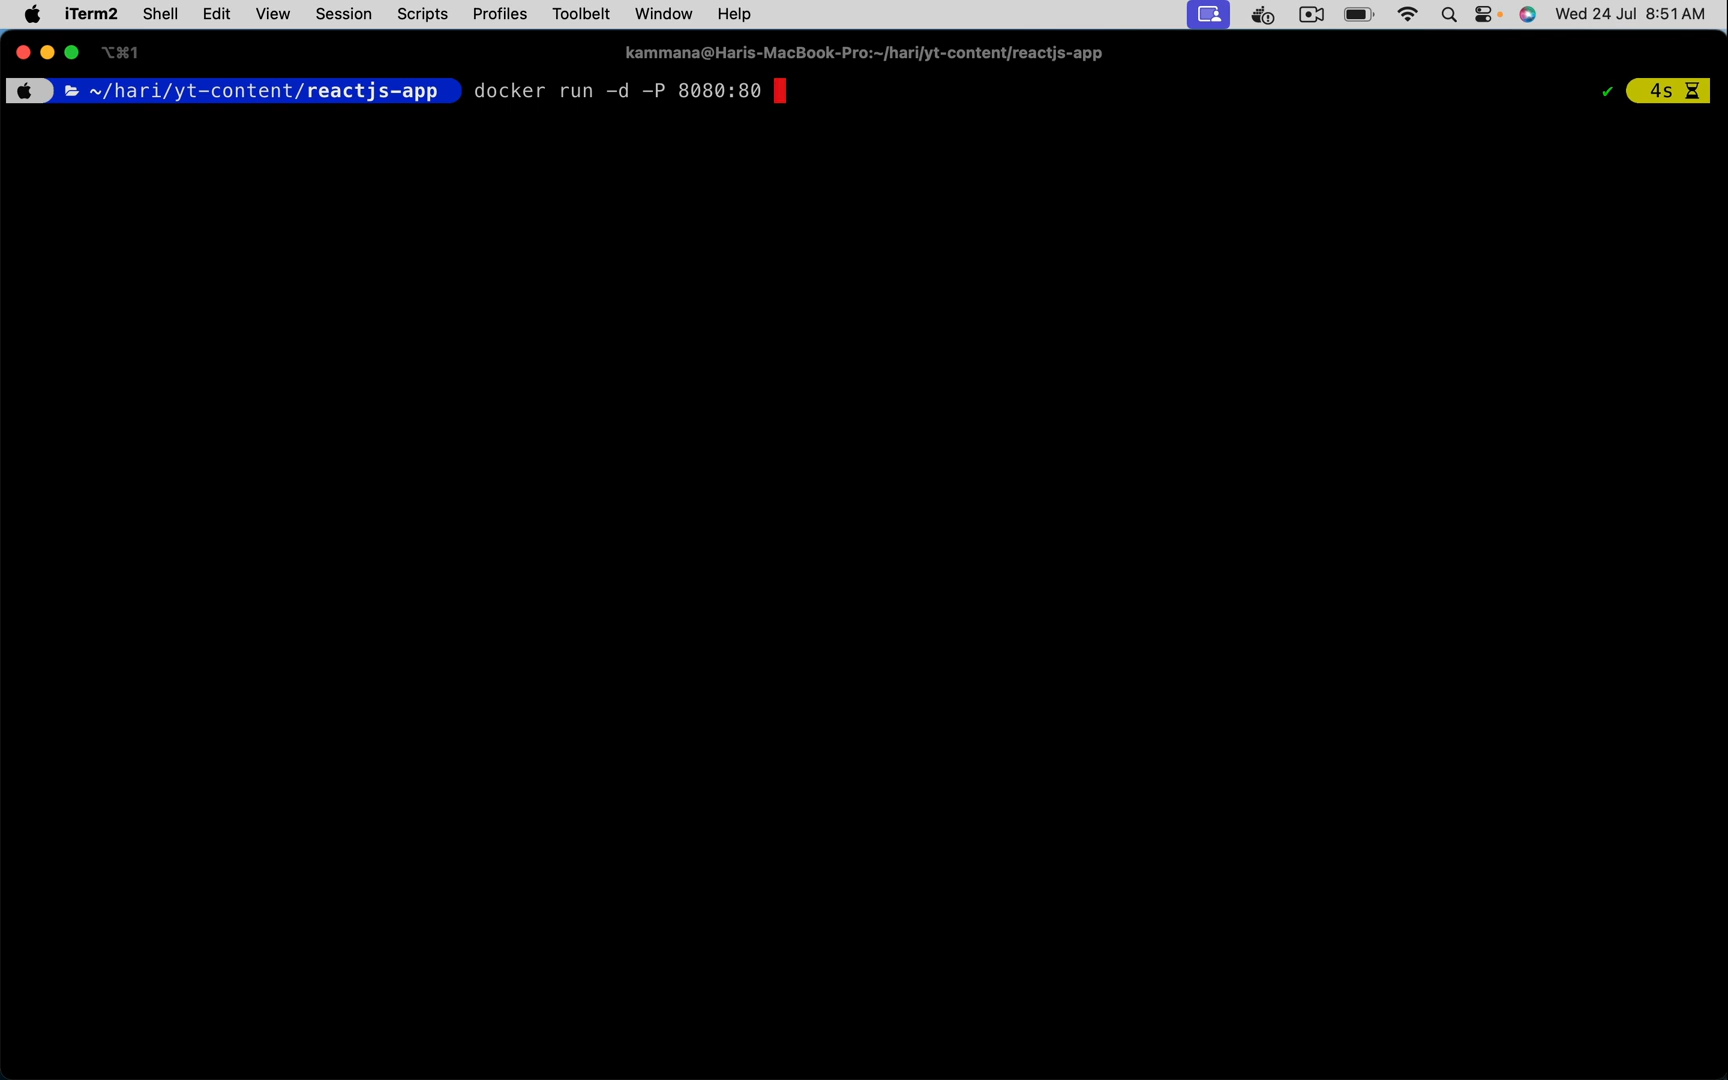 iTerm2 Shell Edit View Session Scripts Profiles Toolbelt Window Help Wed 24 Jul 8:51 AM
⌥⌘1 kammana@Haris-MacBook-Pro:~/hari/yt-content/reactjs-app
~/hari/yt-content/reactjs-app docker run -d -P 8080:80 ✔ 4s